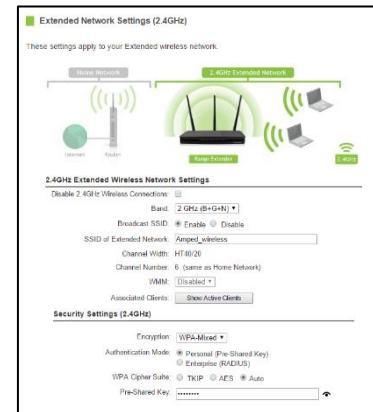 Extended Network Settings (2.4GHz)
These settings apply to your Extended wireless network.
Home Network
2.4GHz Extended Network
Internet
Router
Range Extender
2.4GHz
2.4GHz Extended Wireless Network Settings
Disable 2.4GHz Wireless Connections:
Band: 2 GHz (B+G+N)
Broadcast SSID: Enable Disable
SSID of Extended Network: Amped_wireless
Channel Width: HT40/20
Channel Number: 6 (same as Home Network)
WMM: Disabled
Associated Clients: Show Active Clients
Security Settings (2.4GHz)
Encryption: WPA-Mixed
Authentication Mode: Personal (Pre-Shared Key)
Enterprise (RADIUS)
WPA Cipher Suite: TKIP AES Auto
Pre-Shared Key: ••••••••